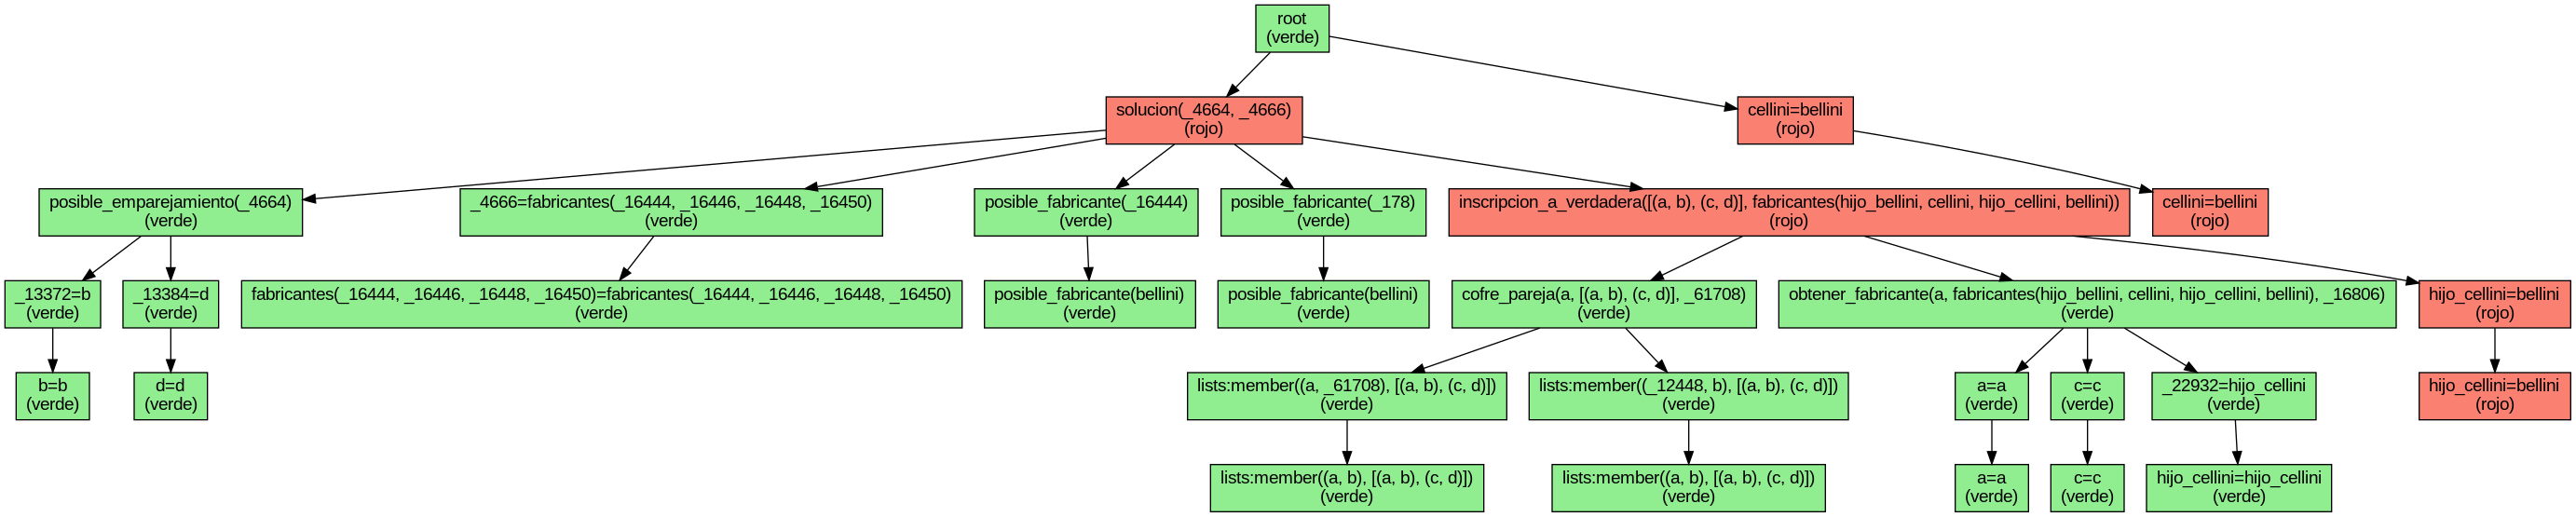 root
(verde)
solucion(_4664, _4666)
(rojo)
cellini=bellini
(rojo)
posible_emparejamiento(_4664)
(verde)
_4666=fabricantes(_16444, _16446, _16448, _16450)
(verde)
posible_fabricante(_16444)
(verde)
posible_fabricante(_178)
(verde)
inscripcion_a_verdadera([(a, b), (c, d)], fabricantes(hijo_bellini, cellini, hijo_cellini, bellini))
(rojo)
cellini=bellini
(rojo)
_13372=b
(verde)
_13384=d
(verde)
fabricantes(_16444, _16446, _16448, _16450)=fabricantes(_16444, _16446, _16448, _16450)
(verde)
posible_fabricante(bellini)
(verde)
posible_fabricante(bellini)
(verde)
cofre_pareja(a, [(a, b), (c, d)], _61708)
(verde)
obtener_fabricante(a, fabricantes(hijo_bellini, cellini, hijo_cellini, bellini), _16806)
(verde)
hijo_cellini=bellini
(rojo)
b=b
(verde)
d=d
(verde)
lists:member((a, _61708), [(a, b), (c, d)])
(verde)
lists:member((_12448, b), [(a, b), (c, d)])
(verde)
a=a
(verde)
c=c
(verde)
_22932=hijo_cellini
(verde)
hijo_cellini=bellini
(rojo)
lists:member((a, b), [(a, b), (c, d)])
(verde)
lists:member((a, b), [(a, b), (c, d)])
(verde)
a=a
(verde)
c=c
(verde)
hijo_cellini=hijo_cellini
(verde)